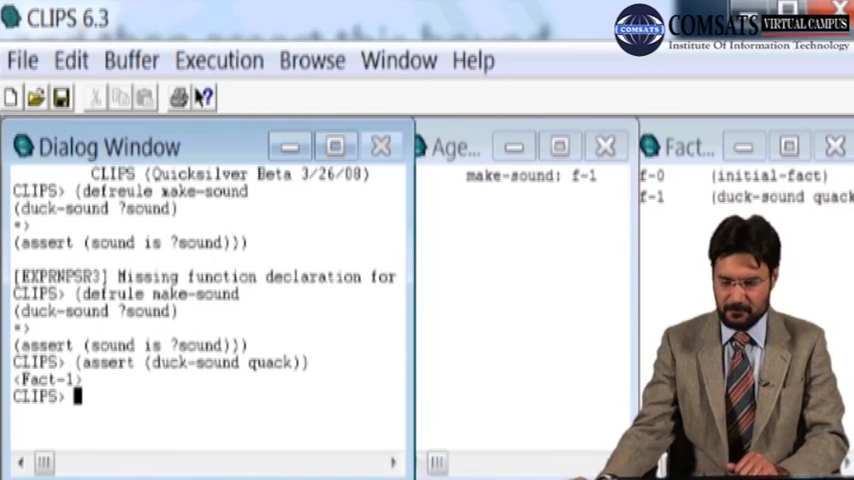 CLIPS 6.3
COMSATS
COMSATS VIRTUAL CAMPUS
Institute Of Information Technology
File Edit Buffer Execution Browse Window Help
Dialog Window
CLIPS (Quicksilver Beta 3/26/08)
CLIPS> (defreule make-sound
(duck-sound ?sound)
=>
(assert (sound is ?sound)))
[EXPRNPSR3] Missing function declaration for
CLIPS> (defrule make-sound
(duck-sound ?sound)
=>
(assert (sound is ?sound)))
CLIPS> (assert (duck-sound quack))
<Fact-1>
CLIPS>
Age...
make-sound: f-1
Fact...
f-0 (initial-fact)
f-1 (duck-sound quack